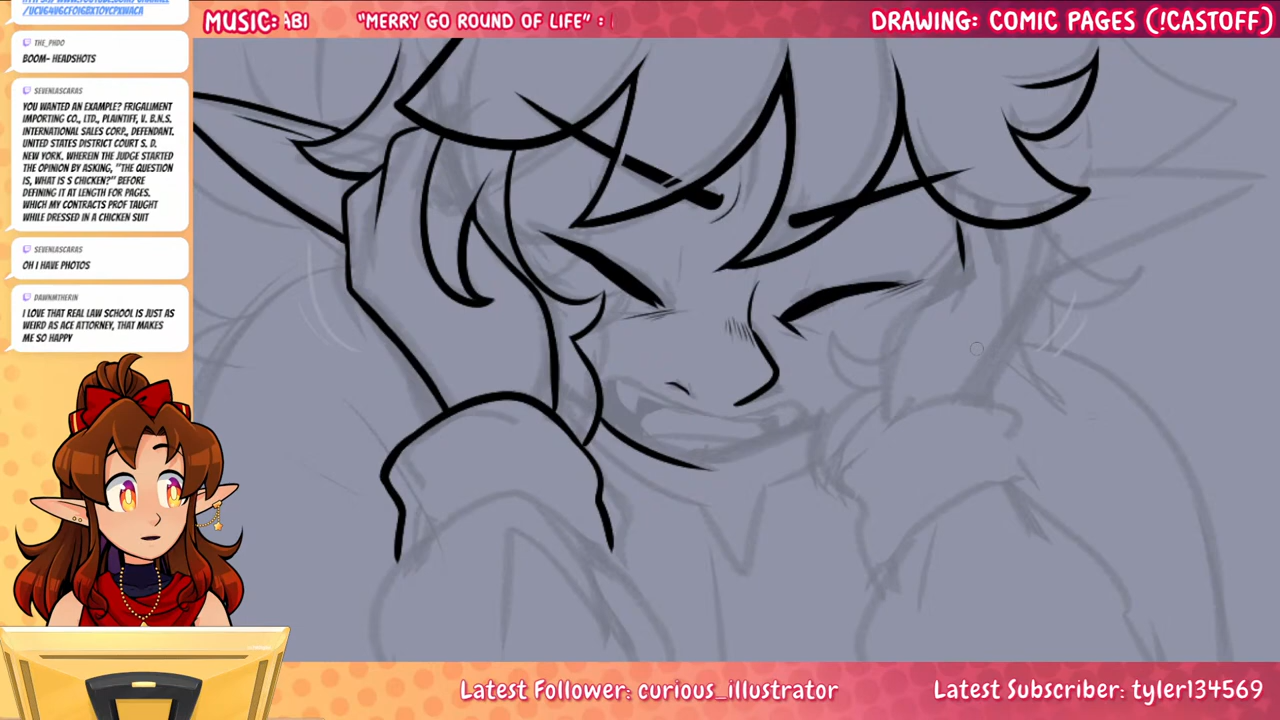 MUSIC: ABI "MERRY GO ROUND OF LIFE" :
DRAWING: COMIC PAGES (!CASTOFF)
THE_PHDO
BOOM- HEADSHOTS
SEVENLASCARAS
YOU WANTED AN EXAMPLE? FRIGALIMENT
IMPORTING CO., LTD., PLAINTIFF, V. B.N.S.
INTERNATIONAL SALES CORP., DEFENDANT.
UNITED STATES DISTRICT COURT S. D.
NEW YORK. WHEREIN THE JUDGE STARTED
THE OPINION BY ASKING, "THE QUESTION
IS, WHAT IS S CHICKEN?" BEFORE
DEFINING IT AT LENGTH FOR PAGES.
WHICH MY CONTRACTS PROF TAUGHT
WHILE DRESSED IN A CHICKEN SUIT
SEVENLASCARAS
OH I HAVE PHOTOS
DAWNMTHERIN
I LOVE THAT REAL LAW SCHOOL IS JUST AS
WEIRD AS ACE ATTORNEY, THAT MAKES
ME SO HAPPY
Latest Follower: curious_illustrator
Latest Subscriber: tyler134569